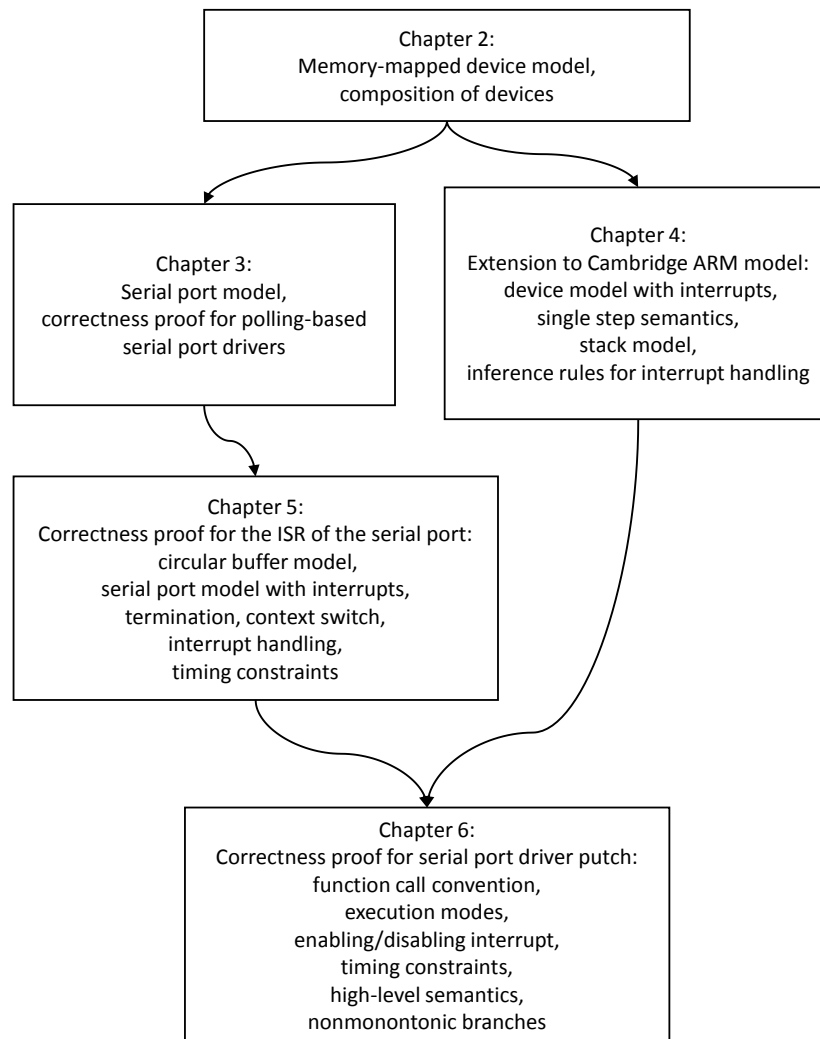 Chapter 2:
Memory-mapped device model,
composition of devices
Chapter 3:
Serial port model,
correctness proof for polling-based
serial port drivers
Chapter 4:
Extension to Cambridge ARM model:
device model with interrupts,
single step semantics,
stack model,
inference rules for interrupt handling
Chapter 5:
Correctness proof for the ISR of the serial port:
circular buffer model,
serial port model with interrupts,
termination, context switch,
interrupt handling,
timing constraints
Chapter 6:
Correctness proof for serial port driver putch:
function call convention,
execution modes,
enabling/disabling interrupt,
timing constraints,
high-level semantics,
nonmonontonic branches